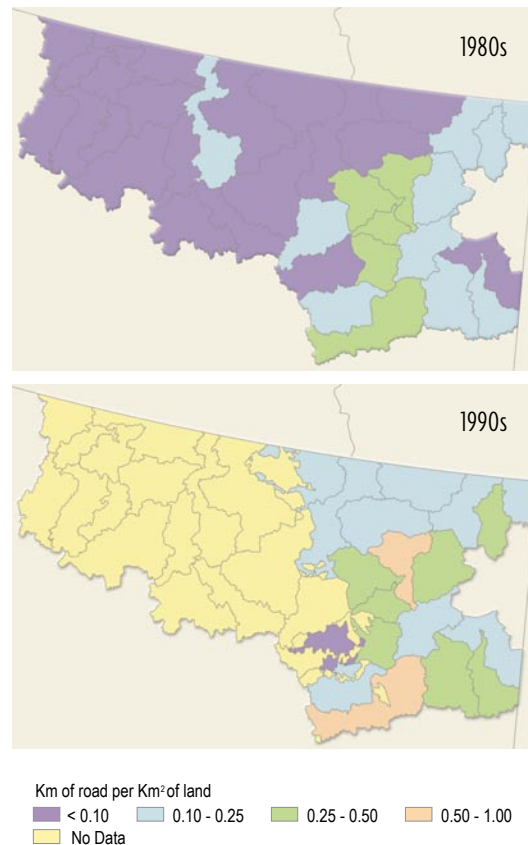 1980s
1990s
Km of road per Km² of land
< 0.10 0.10 - 0.25 0.25 - 0.50 0.50 - 1.00
No Data